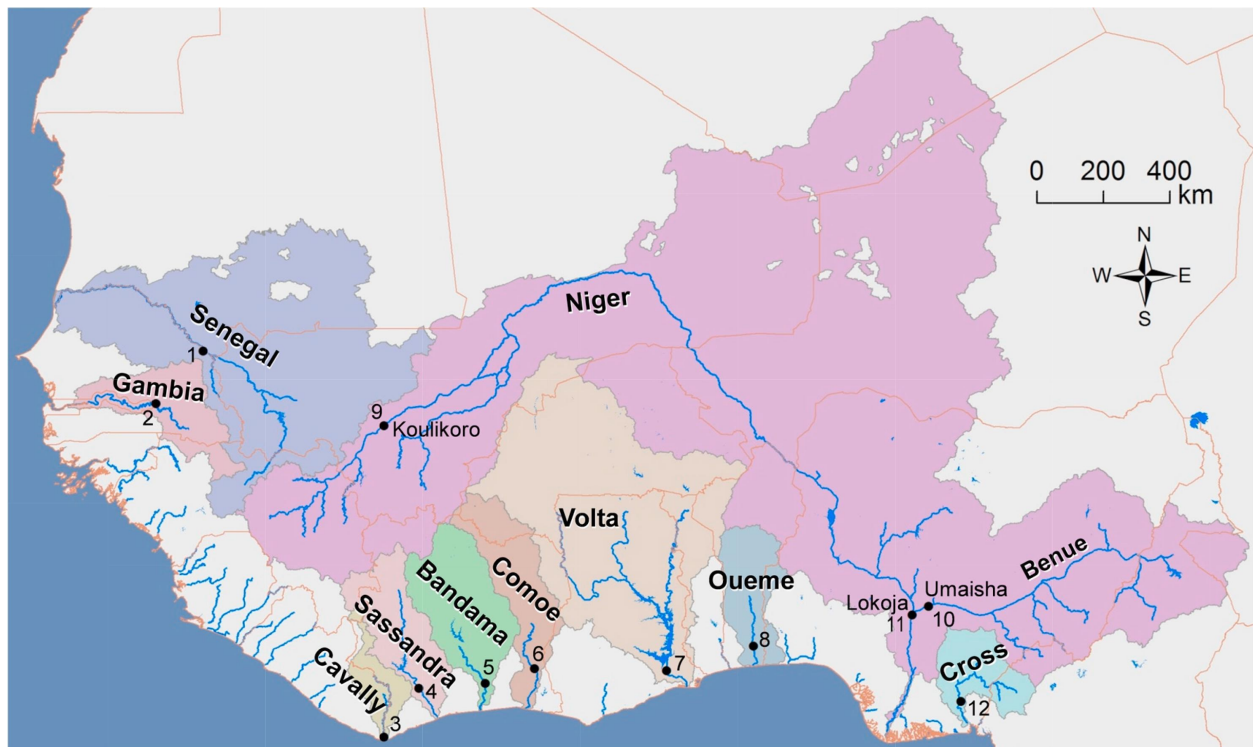 0 200 400
km
N
W E
S
Niger
Senegal
1
Gambia
2
9
Koulikoro
Volta
Comoe
Bandama
Oueme
Benue
Umaisha
Lokoja
10
11
Sassandra
8
Cross
Cavally
6
7
5
4
12
3